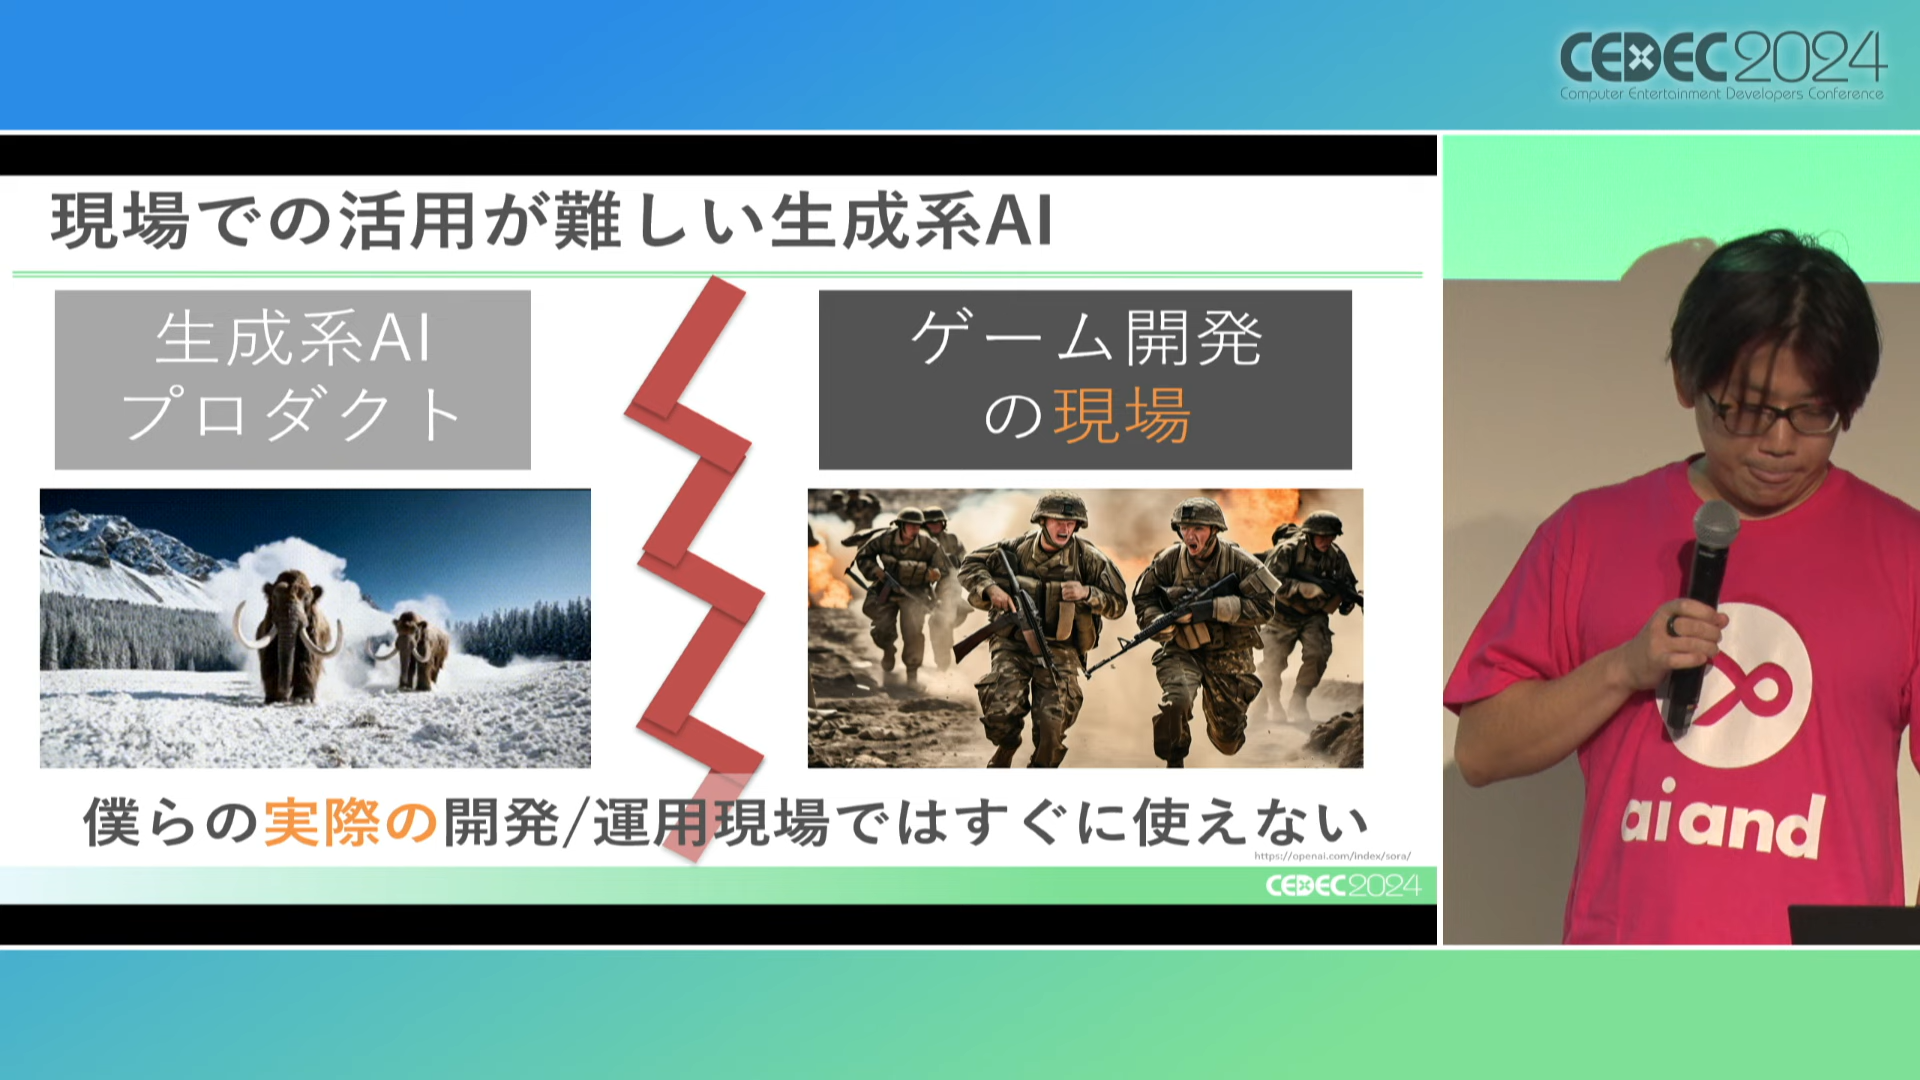 CEDEC2024
Computer Entertainment Developers Conference
現場での活用が難しい生成系AI
生成系AI
プロダクト
ゲーム開発
の現場
僕らの実際の開発/運用現場ではすぐに使えない
https://openai.com/index/sora/
CEDEC2024
aiand